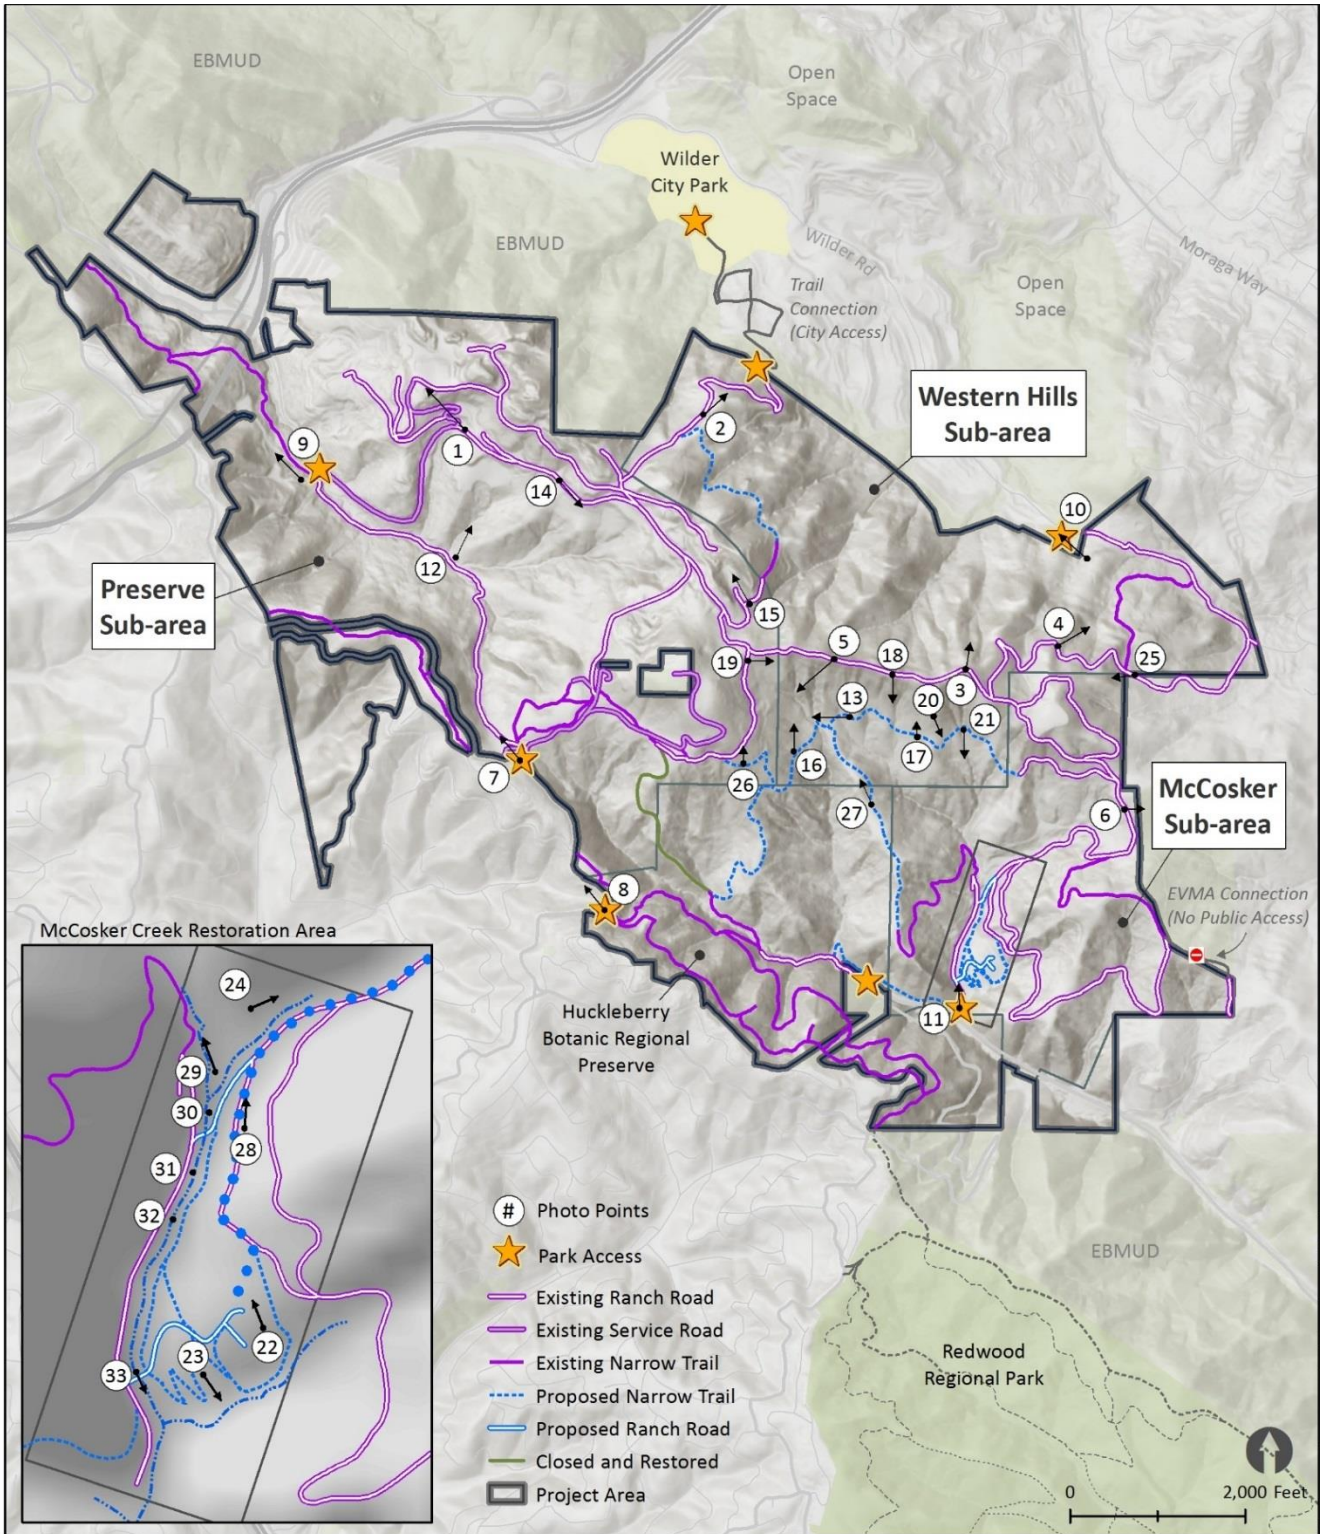 EBMUD
Open
Space
Wilder
City Park
EBMUD
Wilder Rd
Moraga Way
Trail
Connection
(City Access)
Open
Space
Western Hills
Sub-area
2
9
1
14
10
12
Preserve
Sub-area
15
4
5
18
19
3
25
13
20
21
7
26
16
17
27
6
McCosker
Sub-area
8
EVMA Connection
(No Public Access)
11
Huckleberry
Botanic Regional
Preserve
McCosker Creek Restoration Area
24
29
30
28
31
32
33
23
22
# Photo Points
Park Access
Existing Ranch Road
Existing Service Road
Existing Narrow Trail
Proposed Narrow Trail
Proposed Ranch Road
Closed and Restored
Project Area
EBMUD
Redwood
Regional Park
0 2,000 Feet